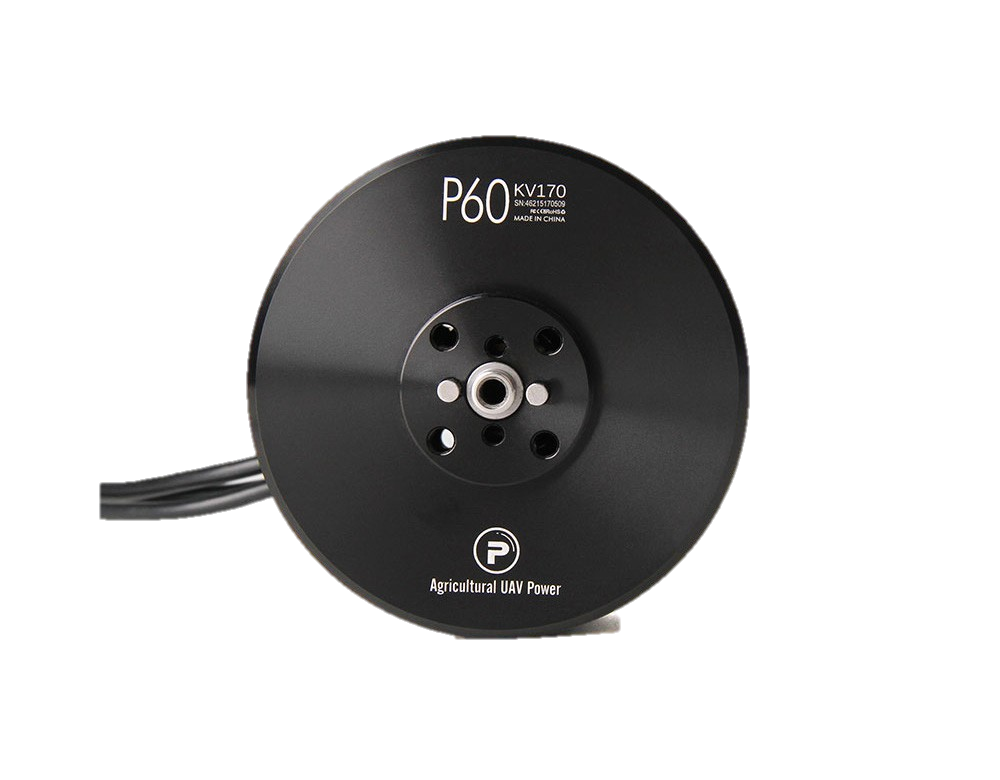 P60 KV170
SN:46215170509
MADE IN CHINA
P
Agricultural UAV Power